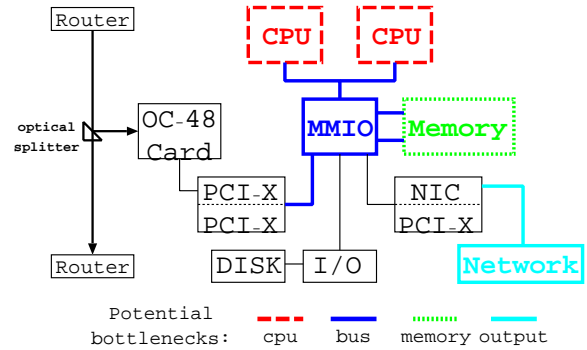 Router
CPU
CPU
optical
splitter
OC-48
Card
MMIO
Memory
PCI-X
PCI-X
NIC
PCI-X
Router
DISK
I/O
Network
Potential
bottlenecks:
cpu
bus
memory
output